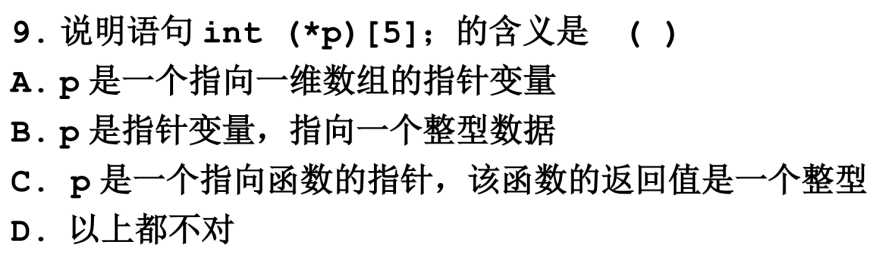 9. 说明语句 int (*p)[5]; 的含义是 ( )
A. p 是一个指向一维数组的指针变量
B. p 是指针变量，指向一个整型数据
C. p 是一个指向函数的指针，该函数的返回值是一个整型
D. 以上都不对